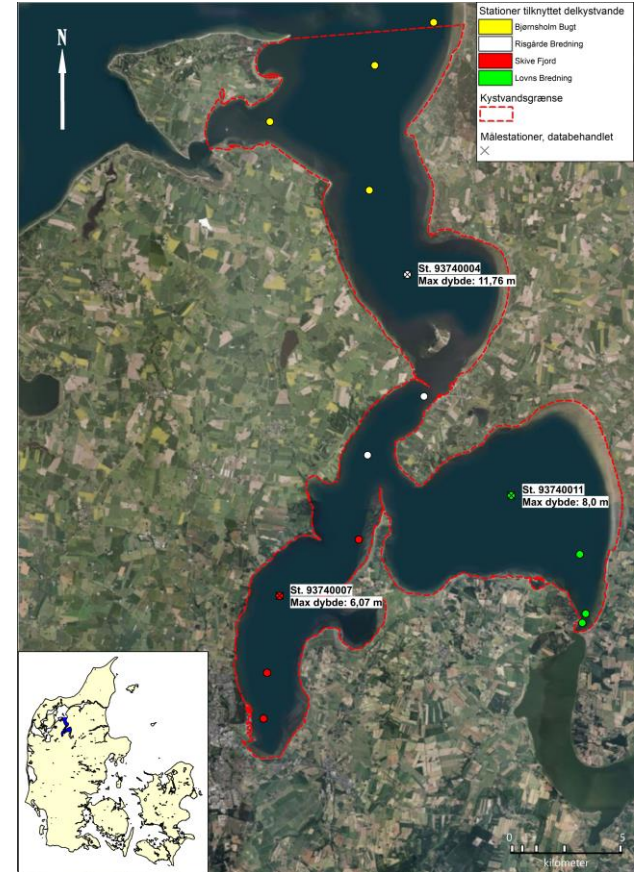 Stationer tilknyttet delkystvande
Bjørnsholm Bugt
Risgårde Bredning
Skive Fjord
Lovns Bredning
Kystvandsgrænse
Målestationer, databehandlet
N
St. 93740004
Max dybde: 11,76 m
St. 93740011
Max dybde: 8,0 m
St. 93740007
Max dybde: 6,07 m
0 5
kilometer